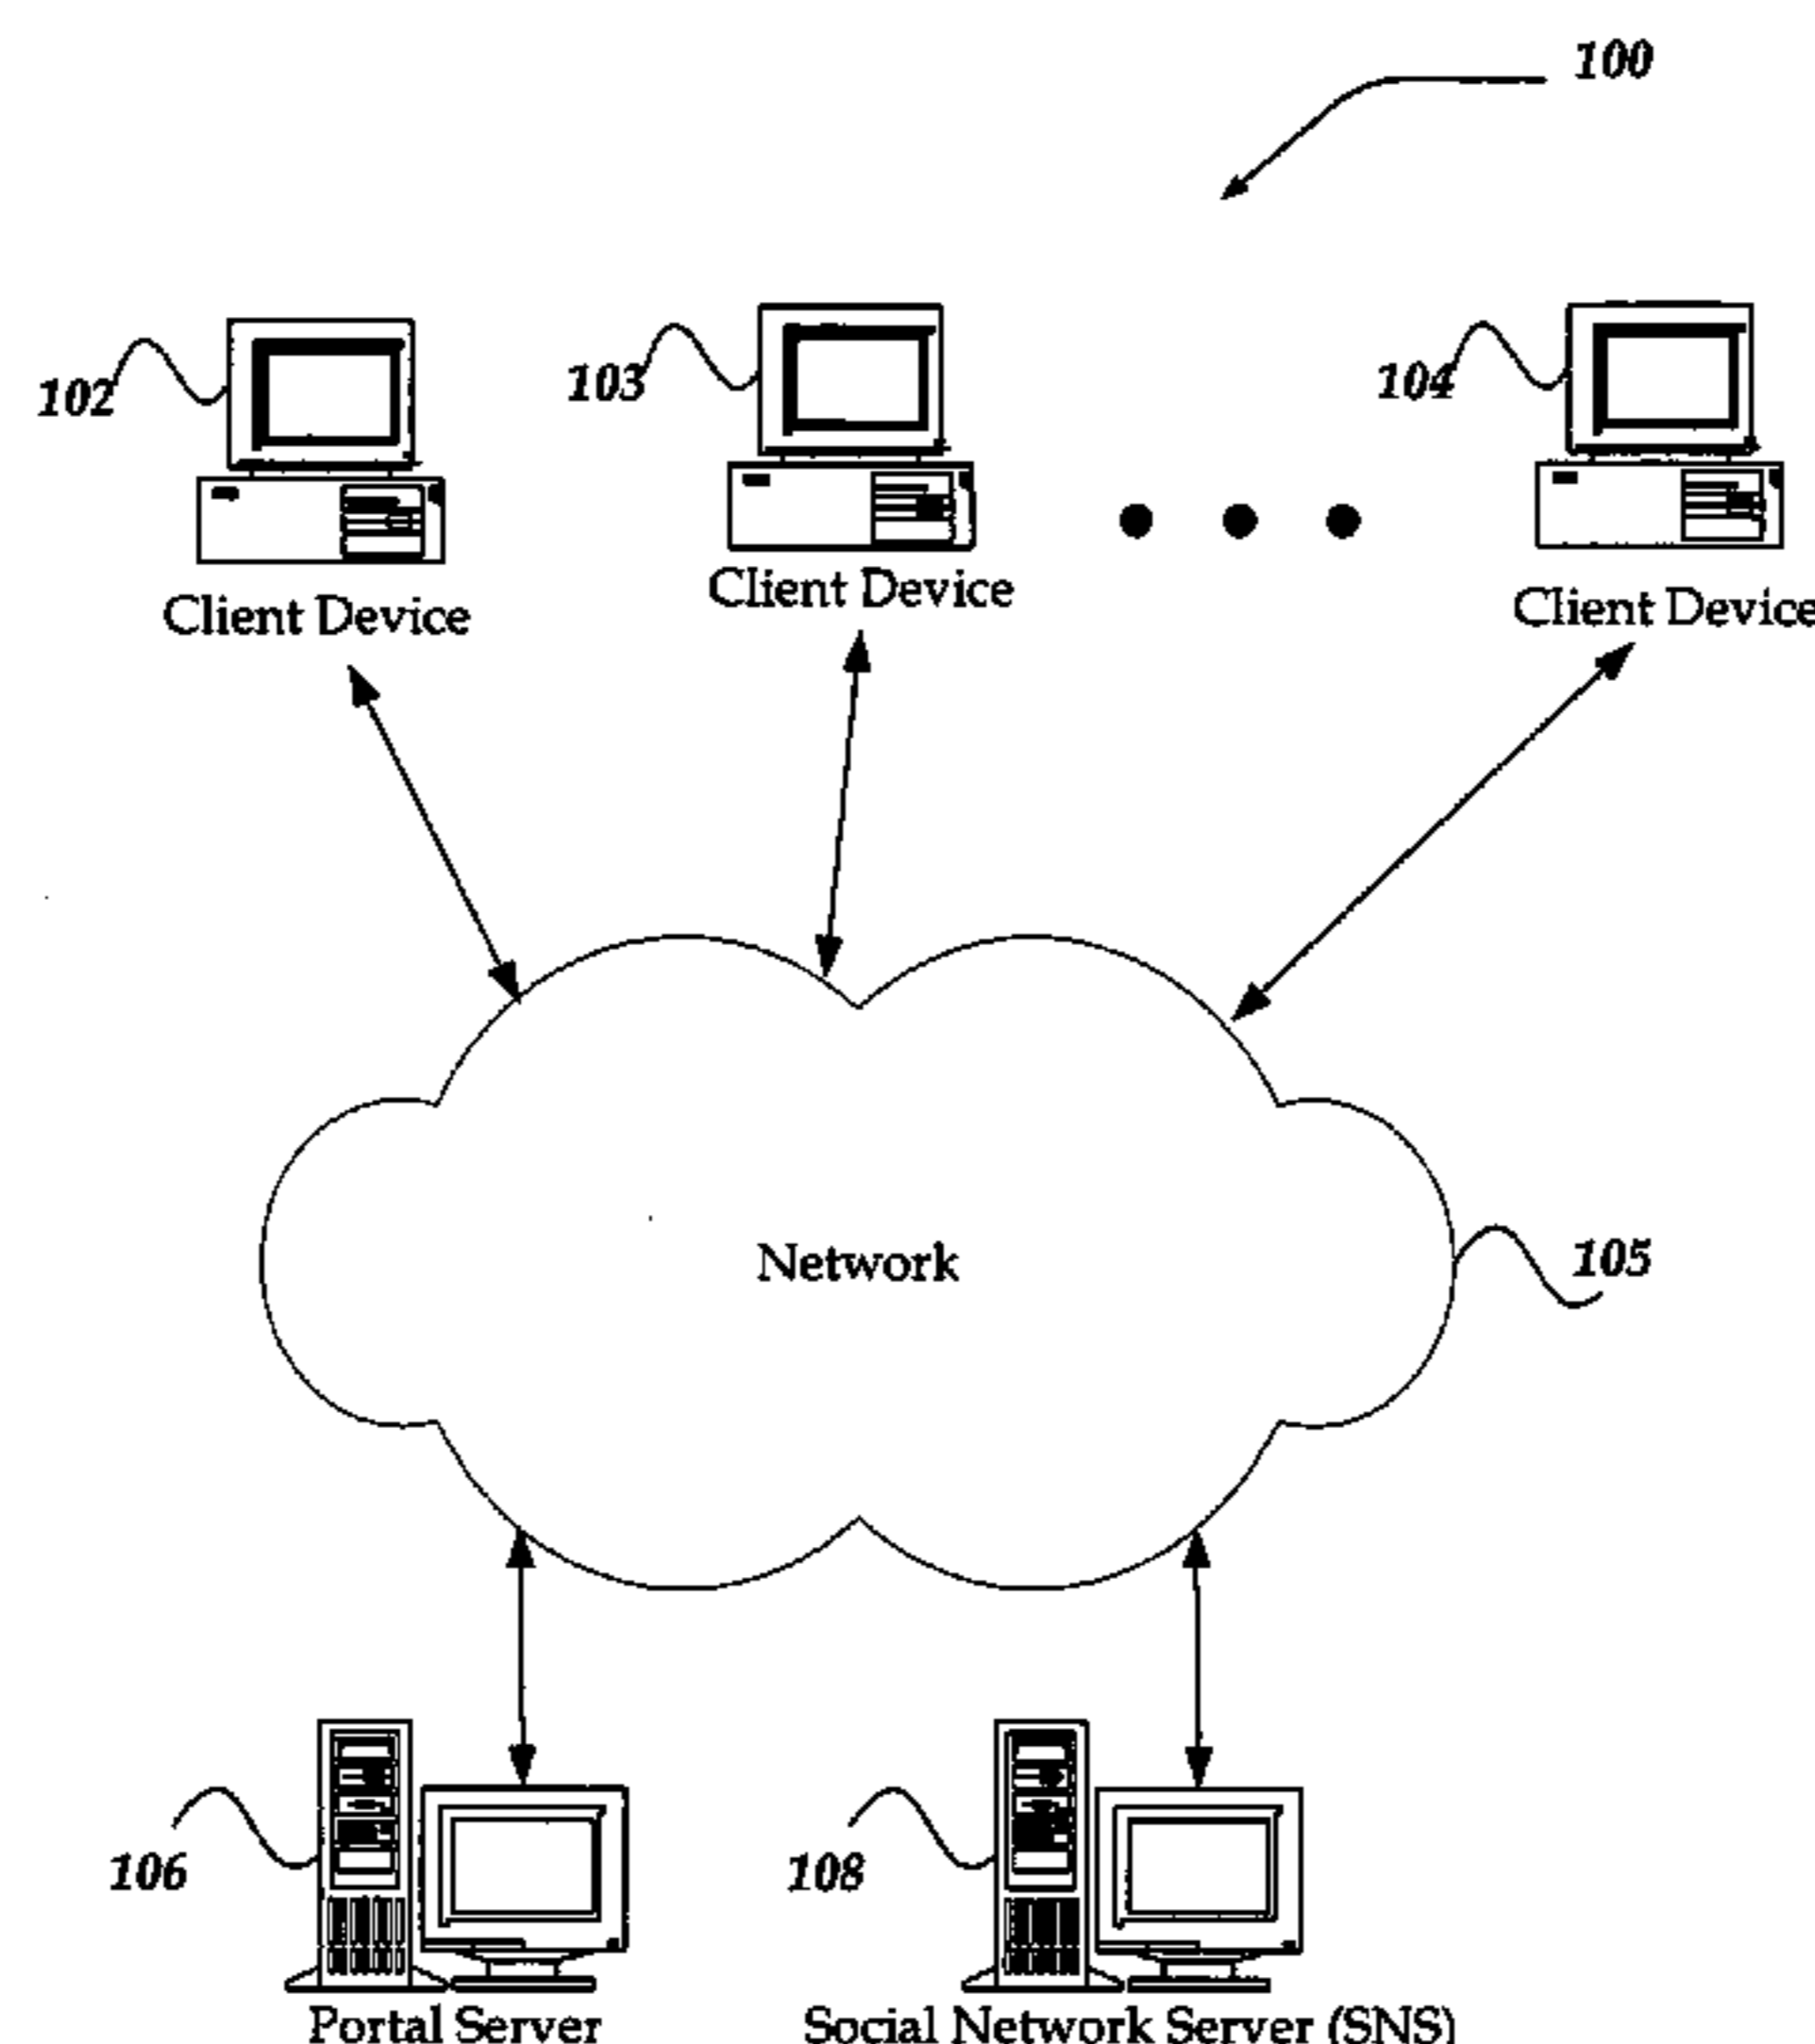 100
102
103
104
Client Device
Client Device
Client Device
Network
105
106
108
Portal Server
Social Network Server (SNS)